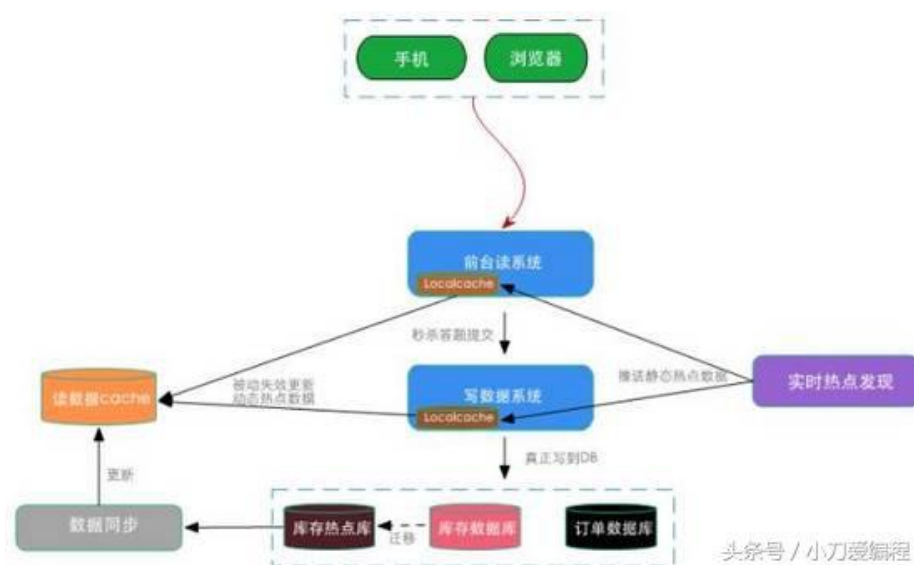 手机
浏览器
前台读系统
Localcache
秒杀答题提交
读数据cache
被动失效更新
动态热点数据
写数据系统
Localcache
推送静态热点数据
实时热点发现
真正写到DB
更新
数据同步
库存热点库
迁移
库存数据库
订单数据库
头条号 / 小刀爱编程